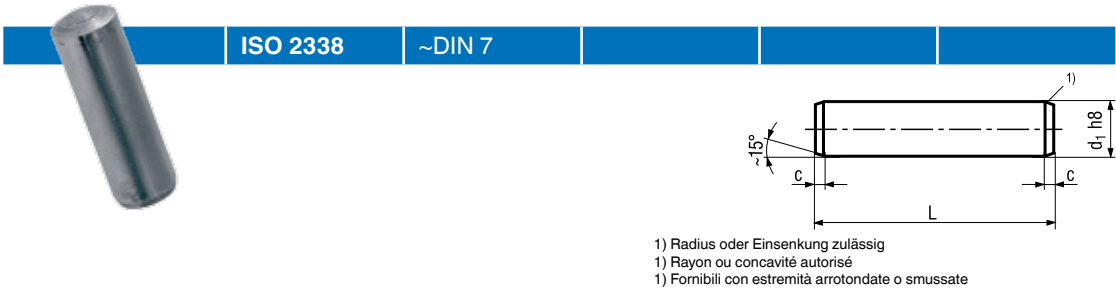 ISO 2338 ~DIN 7
1)
~15°
d1 h8
c c
L
1) Radius oder Einsenkung zulässig
1) Rayon ou concavité autorisé
1) Fornibili con estremità arrotondate o smussate